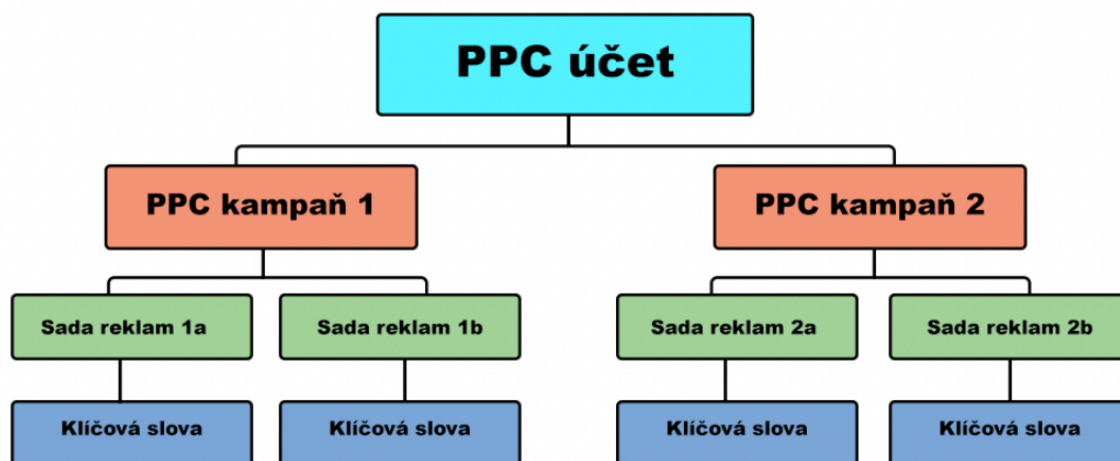 PPC účet
PPC kampaň 1
PPC kampaň 2
Sada reklam 1a
Sada reklam 1b
Sada reklam 2a
Sada reklam 2b
Klíčová slova
Klíčová slova
Klíčová slova
Klíčová slova